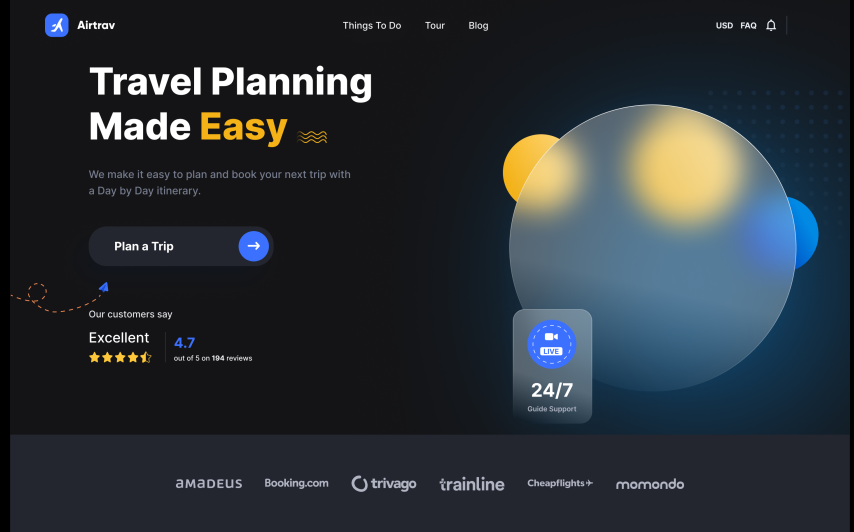 Airtrav
Things To Do
Tour
Blog
USD
FAQ
Travel Planning
Made Easy
We make it easy to plan and book your next trip with
a Day by Day itinerary.
Plan a Trip
Our customers say
Excellent
4.7
out of 5 on 194 reviews
LIVE
24/7
Guide Support
aMaDEUS
Booking.com
trivago
trainline
Cheapflights
momondo